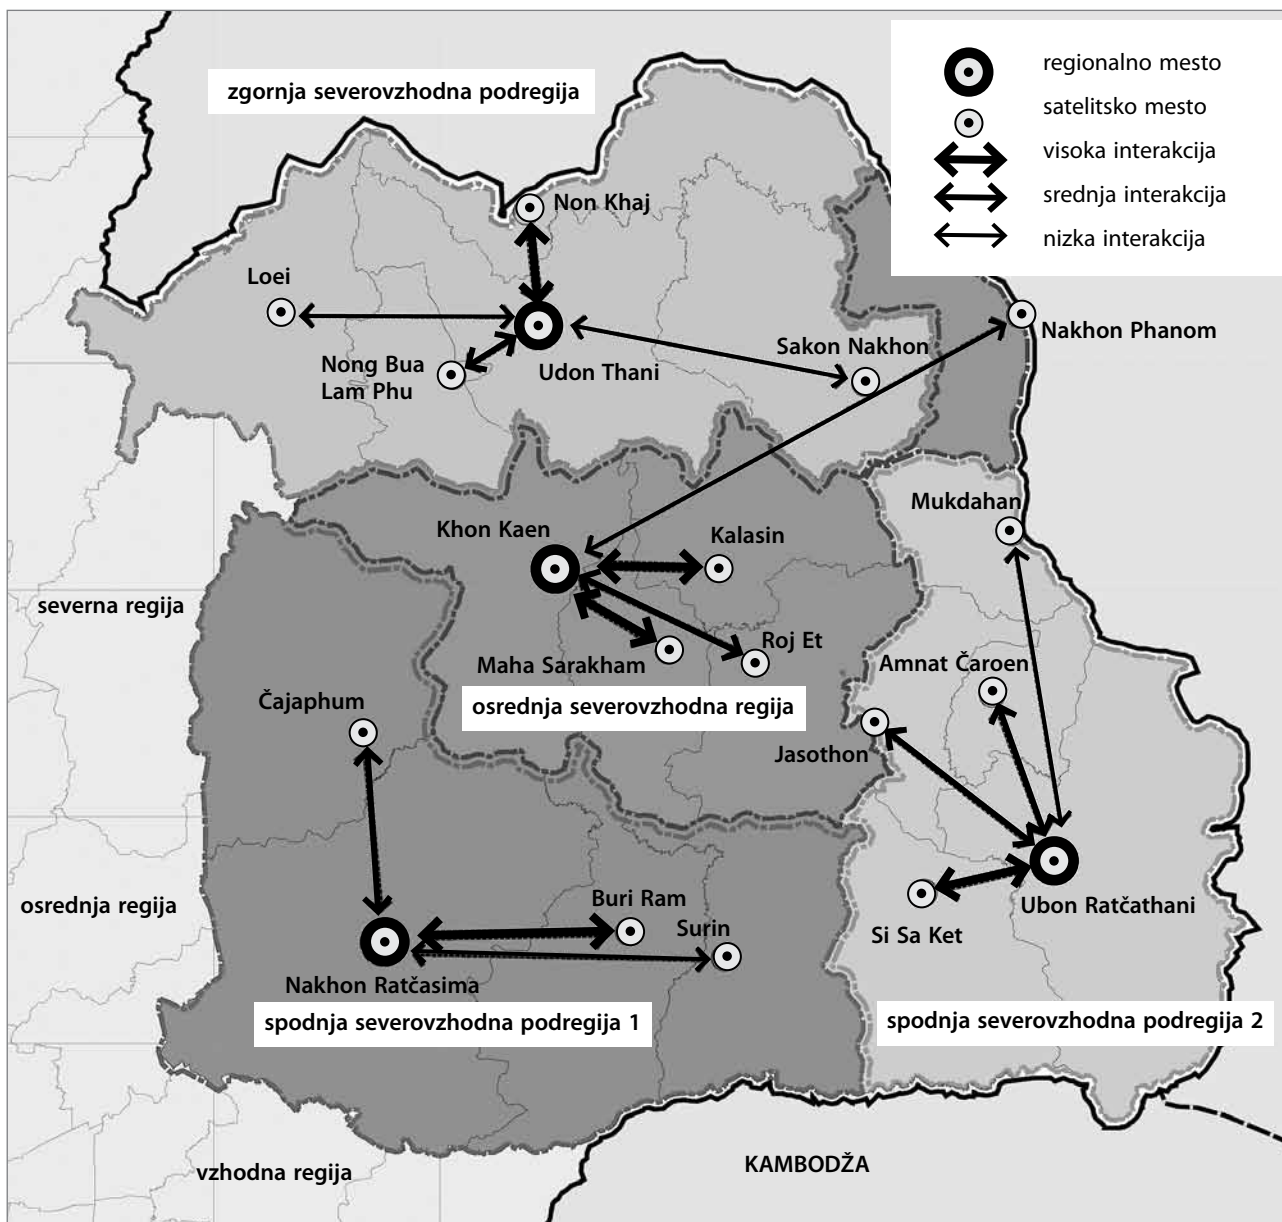 zgornja severovzhodna podregija
regionalno mesto
satelitsko mesto
visoka interakcija
srednja interakcija
nizka interakcija
Non Khaj
Loei
Nong Bua
Lam Phu
Udon Thani
Sakon Nakhon
Nakhon Phanom
Mukdahan
Khon Kaen
Kalasin
severna regija
Maha Sarakham
Roj Et
Amnat Čaroen
Čajaphum
osrednja severovzhodna regija
Jasothon
osrednja regija
Buri Ram
Surin
Ubon Ratčathani
Si Sa Ket
Nakhon Ratčasima
spodnja severovzhodna podregija 1
spodnja severovzhodna podregija 2
vzhodna regija
KAMBODŽA